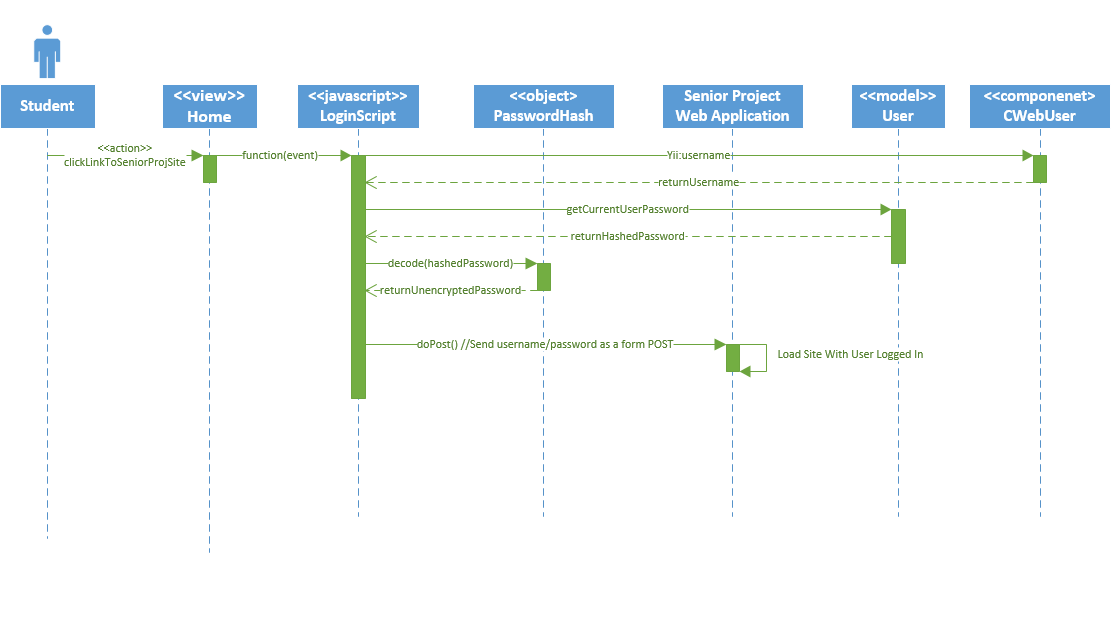 Student
<<view>>
Home
<<javascript>>
LoginScript
<<object>
PasswordHash
Senior Project
Web Application
<<model>>
User
<<componenet>
CWebUser
<<action>>
clickLinkToSeniorProjSite
function(event)
Yii:username
returnUsername
getCurrentUserPassword
returnHashedPassword
decode(hashedPassword)
returnUnencryptedPassword
doPost() //Send username/password as a form POST
Load Site With User Logged In